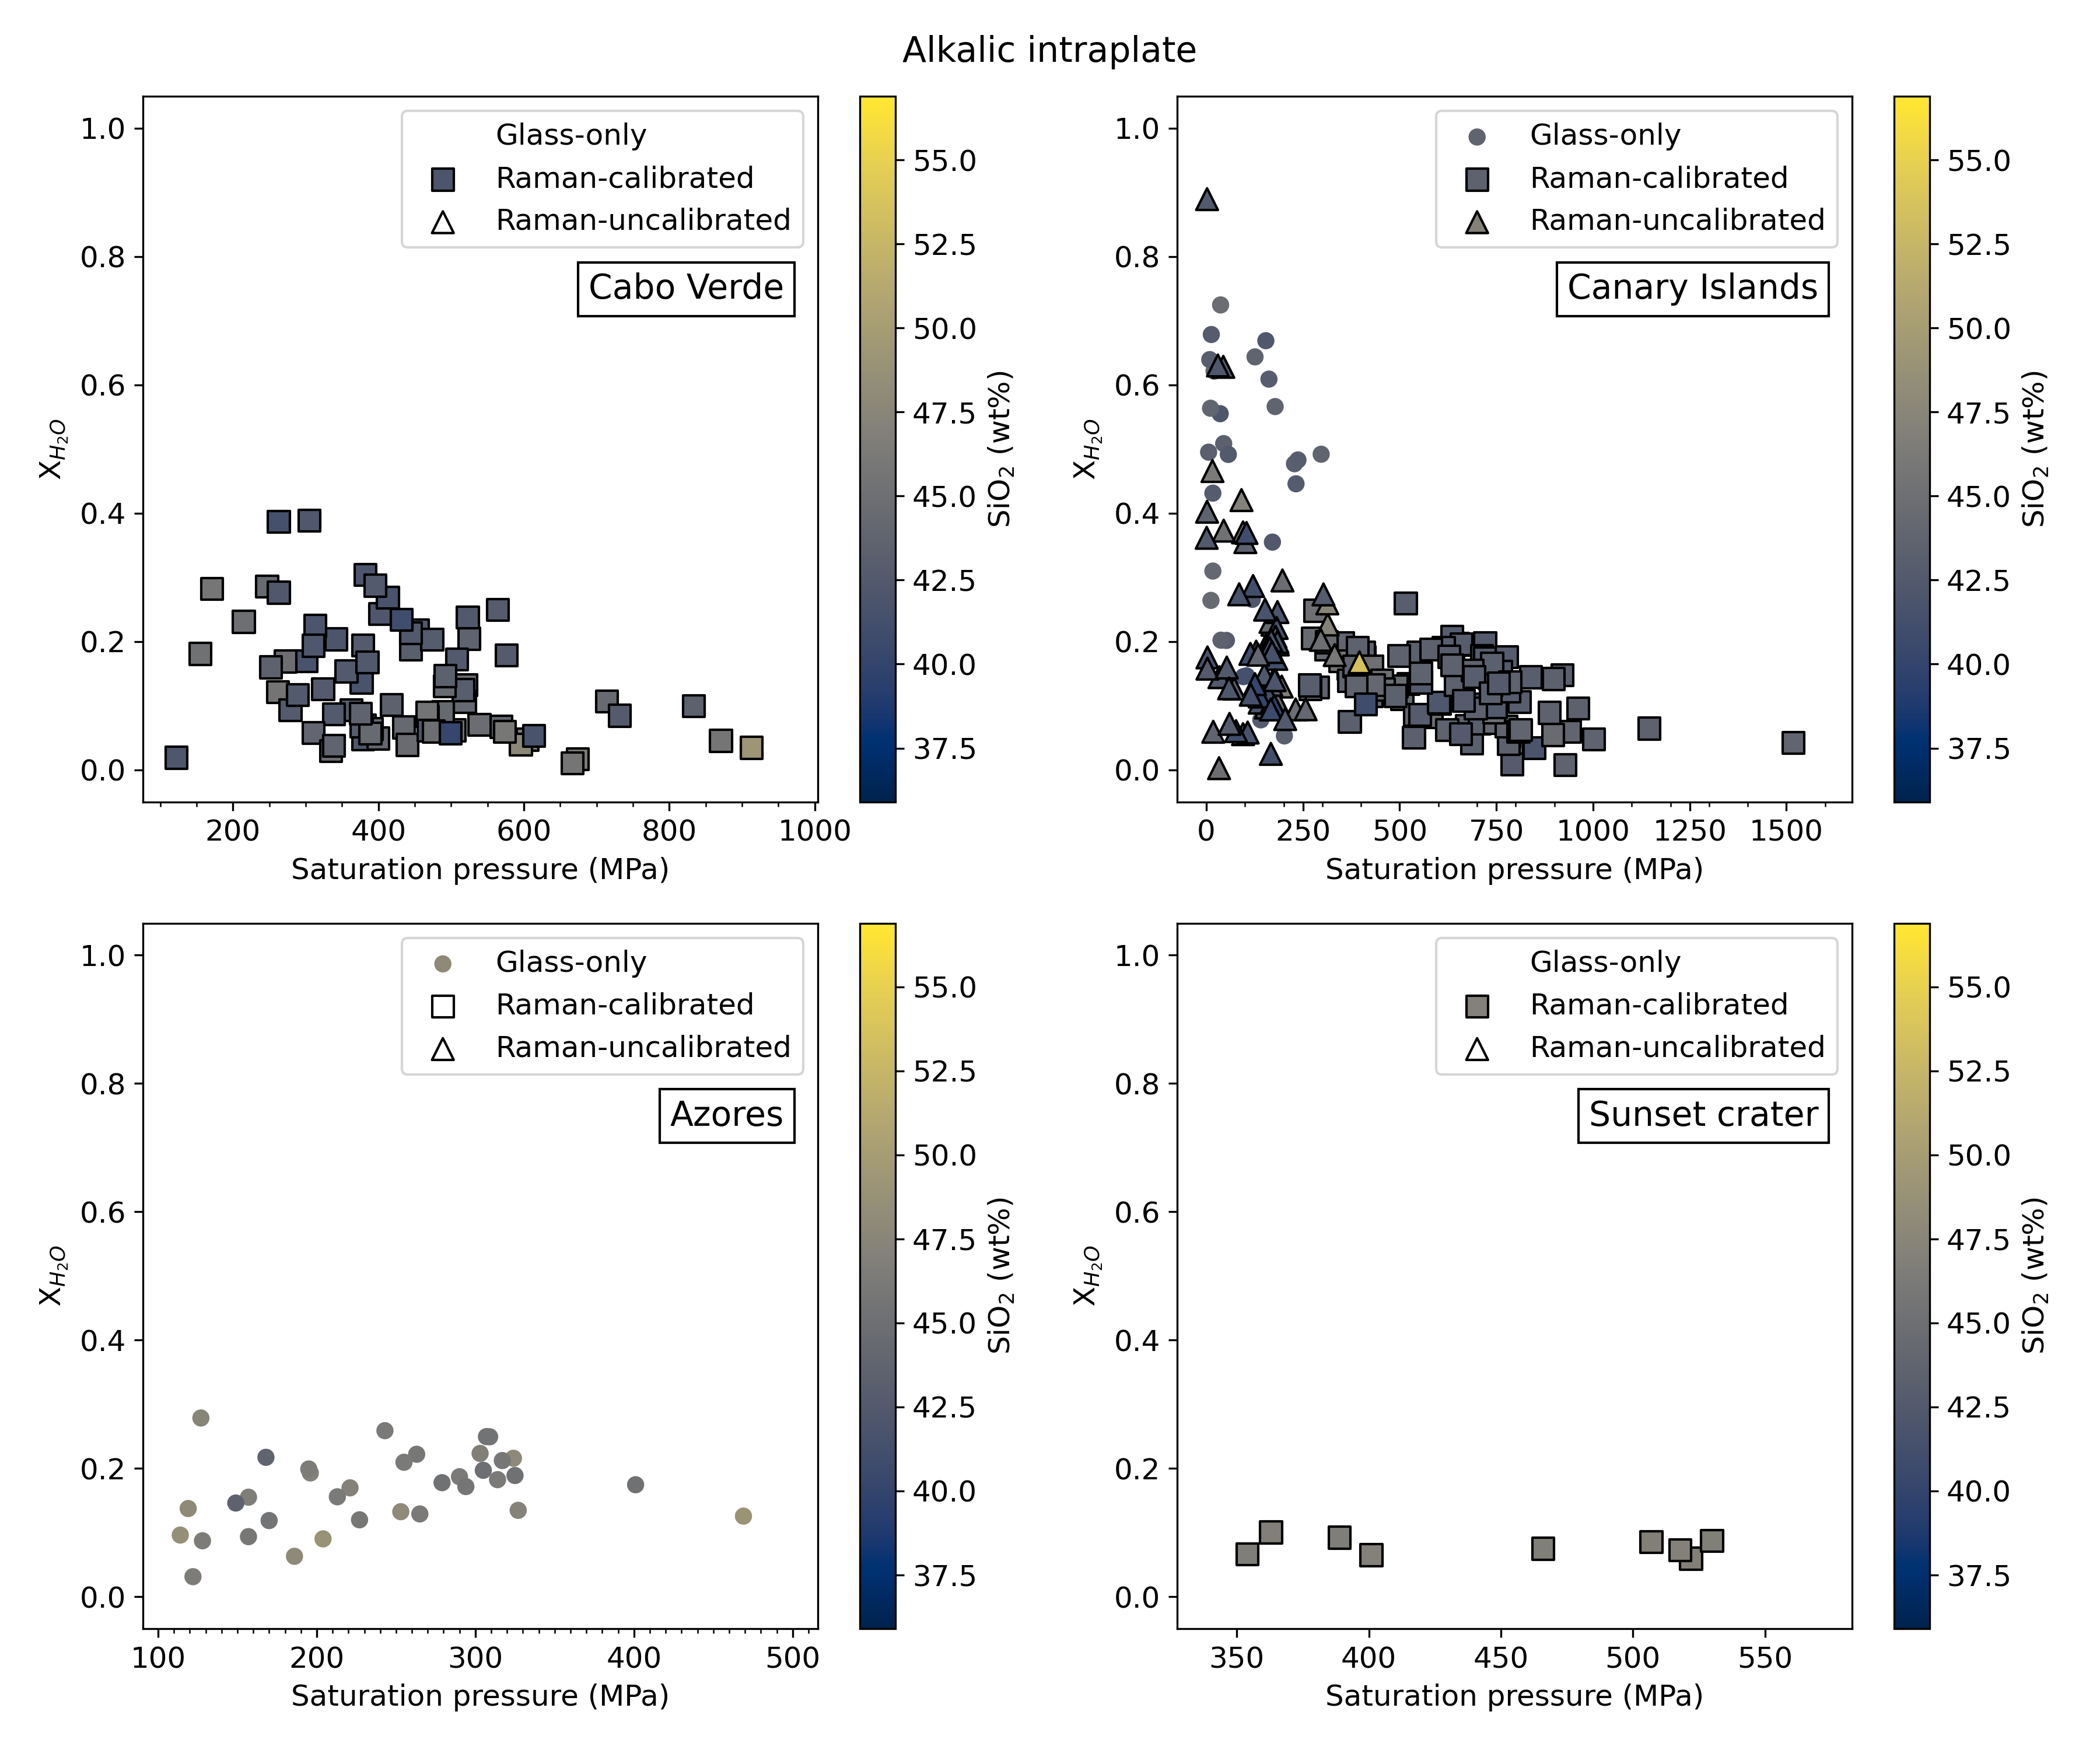 Alkalic intraplate
1.0
0.8
0.6
0.4
0.2
0.0
X_{H_2O}
Glass-only
Raman-calibrated
Raman-uncalibrated
Cabo Verde
200 400 600 800 1000
Saturation pressure (MPa)
55.0
52.5
50.0
47.5
45.0
42.5
40.0
37.5
SiO₂ (wt%)
1.0
0.8
0.6
0.4
0.2
0.0
X_{H_2O}
Glass-only
Raman-calibrated
Raman-uncalibrated
Canary Islands
0 250 500 750 1000 1250 1500
Saturation pressure (MPa)
55.0
52.5
50.0
47.5
45.0
42.5
40.0
37.5
SiO₂ (wt%)
1.0
0.8
0.6
0.4
0.2
0.0
X_{H_2O}
Glass-only
Raman-calibrated
Raman-uncalibrated
Azores
100 200 300 400 500
Saturation pressure (MPa)
55.0
52.5
50.0
47.5
45.0
42.5
40.0
37.5
SiO₂ (wt%)
1.0
0.8
0.6
0.4
0.2
0.0
X_{H_2O}
Glass-only
Raman-calibrated
Raman-uncalibrated
Sunset crater
350 400 450 500 550
Saturation pressure (MPa)
55.0
52.5
50.0
47.5
45.0
42.5
40.0
37.5
SiO₂ (wt%)